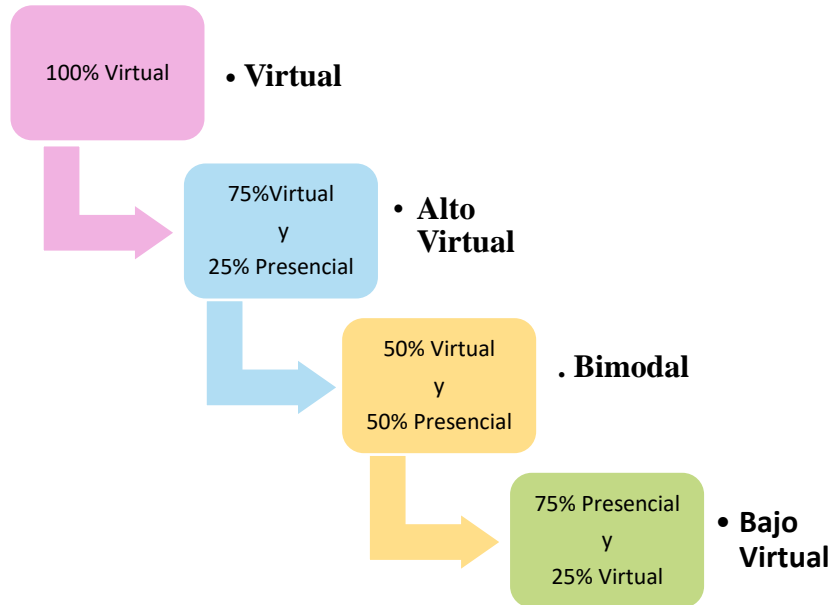 100% Virtual
• Virtual
75%Virtual
y
25% Presencial
• Alto
Virtual
50% Virtual
y
50% Presencial
. Bimodal
75% Presencial
y
25% Virtual
• Bajo
Virtual